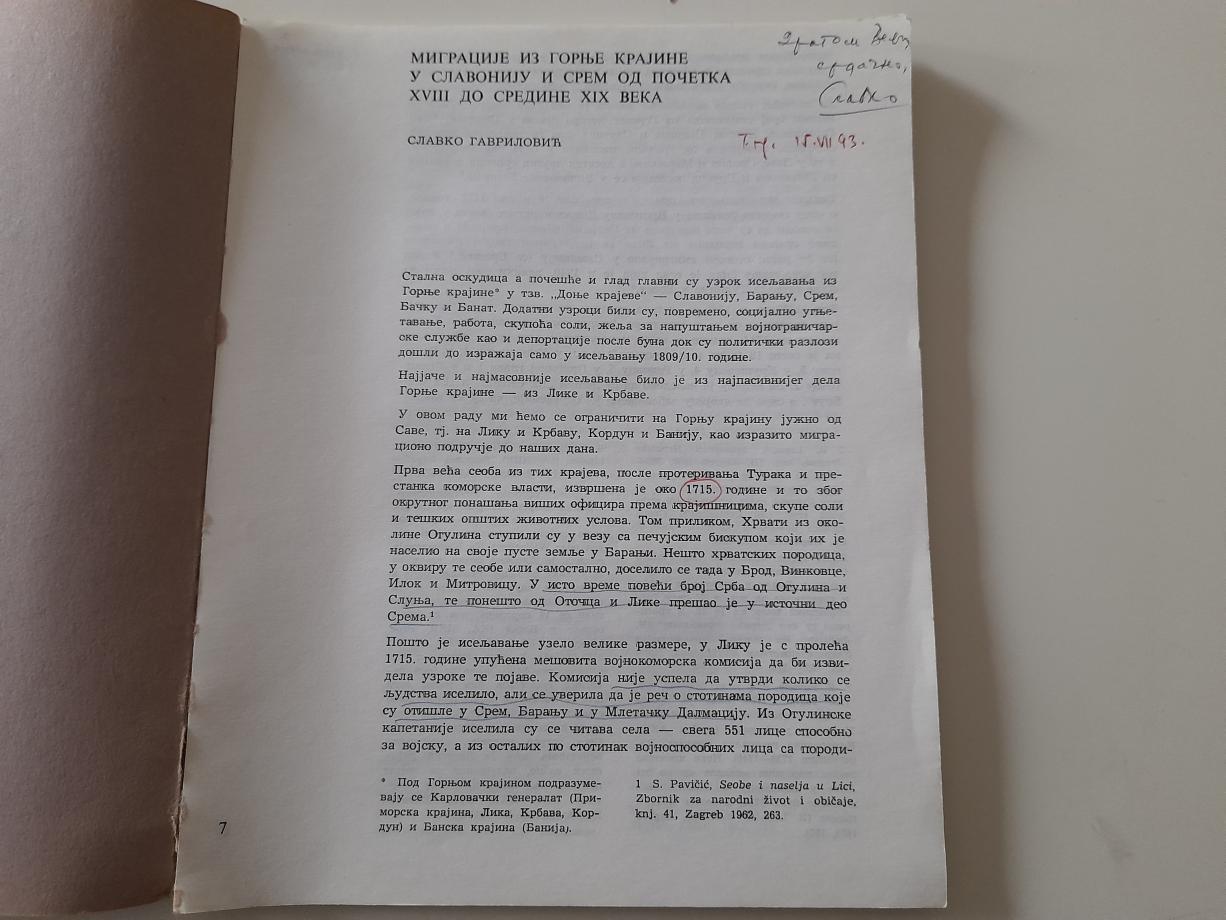 МИГРАЦИЈЕ ИЗ ГОРЊЕ КРАЈИНЕ
У СЛАВОНИЈУ И СРЕМ ОД ПОЧЕТКА
XVIII ДО СРЕДИНЕ XIX ВЕКА
срдачно,
Славко
СЛАВКО ГАВРИЛОВИЋ
15.VII 93.
Стална оскудица а почешће и глад главни су узрок исељавања из
Горње крајине* у тзв. „Доње крајеве“ — Славонију, Барању, Срем,
Бачку и Банат. Додатни узроци били су, повремено, социјално угње-
тавање, работа, скупоћа соли, жеља за напуштањем војнограничар-
ске службе као и депортације после буна док су политички разлози
дошли до изражаја само у исељавању 1809/10. године.
Најјаче и најмасовније исељавање било је из најпасивнијег дела
Горње крајине — из Лике и Крбаве.
У овом раду ми ћемо се ограничити на Горњу крајину јужно од
Саве, тј. на Лику и Крбаву, Кордун и Банију, као изразито мигра-
ционо подручје до наших дана.
Прва већа сеоба из тих крајева, после протеривања Турака и пре-
станка коморске власти, извршена је око 1715. године и то због
окрутног понашања виших официра према крајишницима, скупе соли
и тешких општих животних услова. Том приликом, Хрвати из око-
лине Огулина ступили су у везу са печујским бискупом који их је
населио на своје пусте земље у Барањи. Нешто хрватских породица,
у оквиру те сеобе или самостално, доселило се тада у Брод, Винковце,
Илок и Митровицу. У исто време повећи број Срба од Огулина и
Слуња, те понешто од Оточца и Лике прешао је у источни део
Срема.¹
Пошто је исељавање узело велике размере, у Лику је с пролећа
1715. године упућена мешовита војнокоморска комисија да би изви-
дела узроке те појаве. Комисија није успела да утврди колико се
људства иселило, али се уверила да је реч о стотинама породица које
су отишле у Срем, Барању и у Млетачку Далмацију. Из Огулинске
капетаније иселила су се читава села — свега 551 лице способно
за војску, а из осталих по стотинак војноспособних лица са породи-
* Под Горњом крајином подразуме-
вају се Карловачки генералат (При-
морска крајина, Лика, Крбава, Кор-
дун) и Банска крајина (Банија).
1 S. Pavičić, Seobe i naselja u Lici,
Zbornik za narodni život i običaje,
knj. 41, Zagreb 1962, 263.
7